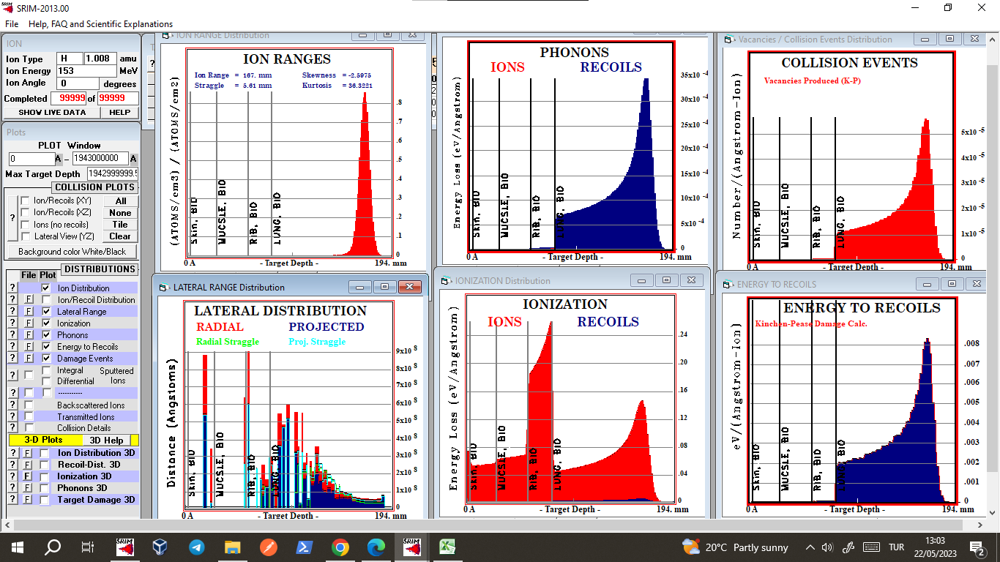 SRIM-2013.00
File Help, FAQ and Scientific Explanations
ION
Ion Type H 1.008 amu
Ion Energy 153 MeV
Ion Angle 0 degrees
Completed 99999 of 99999
SHOW LIVE DATA HELP
Plots
PLOT Window
0 A – 1943000000 A
Max Target Depth 1942999999.5
COLLISION PLOTS
? Ion/Recoils (XY) All
Ion/Recoils (XZ) None
Ions (no recoils) Tile
Lateral View (YZ) Clear
Background color White/Black
DISTRIBUTIONS
File Plot
? Ion Distribution
? F Ion/Recoil Distribution
? F Lateral Range
? F Ionization
? F Phonons
? F Energy to Recoils
? F Damage Events
? Integral Sputtered
Differential Ions
? -----------
? Backscattered Ions
? Transmitted Ions
? Collision Details
3-D Plots 3D Help
? F Ion Distribution 3D
? F Recoil-Dist. 3D
? F Ionization 3D
? F Phonons 3D
? F Target Damage 3D
ION RANGE Distribution
ION RANGES
Ion Range = 167. mm Skewness = -2.5975
Straggle = 5.61 mm Kurtosis = 36.3221
(ATOMS/cm3) / (ATOMS/cm2)
.8
.7
.6
.5
.4
.3
.2
.1
0
Skin, BIO
MUCSLE, BIO
RIB, BIO
LUNG, BIO
0 A - Target Depth - 194. mm
PHONONS
IONS RECOILS
Energy Loss (eV/Angstrom)
35x10 -4
30x10 -4
25x10 -4
20x10 -4
15x10 -4
10x10 -4
5x10 -4
0
Skin, BIO
MUCSLE, BIO
RIB, BIO
LUNG, BIO
0 A - Target Depth - 194. mm
Vacancies / Collision Events Distribution
COLLISION EVENTS
Vacancies Produced (K-P)
Number/(Angstrom-Ion)
5x10 -5
4x10 -5
3x10 -5
2x10 -5
1x10 -5
0
Skin, BIO
MUCSLE, BIO
RIB, BIO
LUNG, BIO
0 A - Target Depth - 194. mm
LATERAL RANGE Distribution
LATERAL DISTRIBUTION
RADIAL PROJECTED
Radial Straggle Proj. Straggle
Distance (Angstroms)
9x10 8
8x10 8
7x10 8
6x10 8
5x10 8
4x10 8
3x10 8
2x10 8
1x10 8
0
Skin, BIO
MUCSLE, BIO
RIB, BIO
LUNG, BIO
0 A - Target Depth - 194. mm
IONIZATION Distribution
IONIZATION
IONS RECOILS
Energy Loss (eV/Angstrom)
.24
.20
.16
.12
.08
.04
0
Skin, BIO
MUCSLE, BIO
RIB, BIO
LUNG, BIO
0 A - Target Depth - 194. mm
ENERGY TO RECOILS
ENERGY TO RECOILS
Kinchen-Pease Damage Calc.
eV/(Angstrom-Ion)
.008
.007
.006
.005
.004
.003
.002
.001
0
Skin, BIO
MUCSLE, BIO
RIB, BIO
LUNG, BIO
0 A - Target Depth - 194. mm
20°C Partly sunny
TUR
13:03
22/05/2023
2